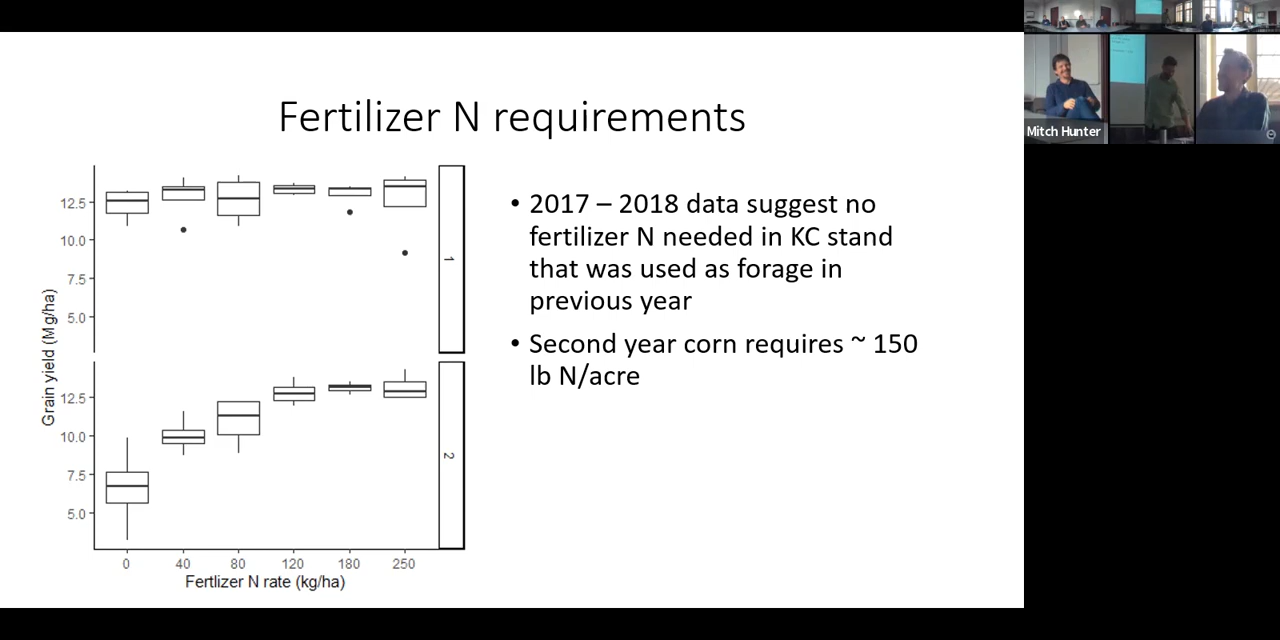 Fertilizer N requirements
12.5
10.0
7.5
5.0
1
12.5
10.0
7.5
5.0
2
Grain yield (Mg/ha)
0 40 80 120 180 250
Fertlizer N rate (kg/ha)
• 2017 – 2018 data suggest no
fertilizer N needed in KC stand
that was used as forage in
previous year
• Second year corn requires ~ 150
lb N/acre
Mitch Hunter